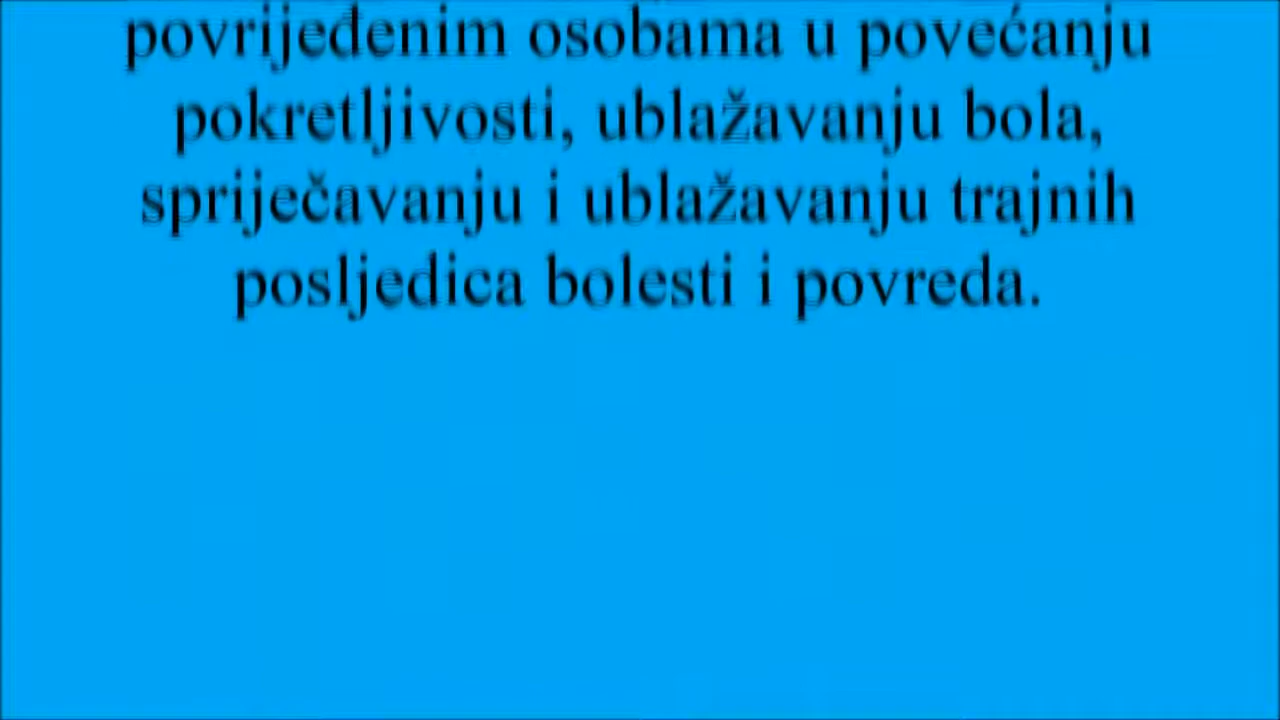 povrijeđenim osobama u povećanju
pokretljivosti, ublažavanju bola,
spriječavanju i ublažavanju trajnih
posljedica bolesti i povreda.